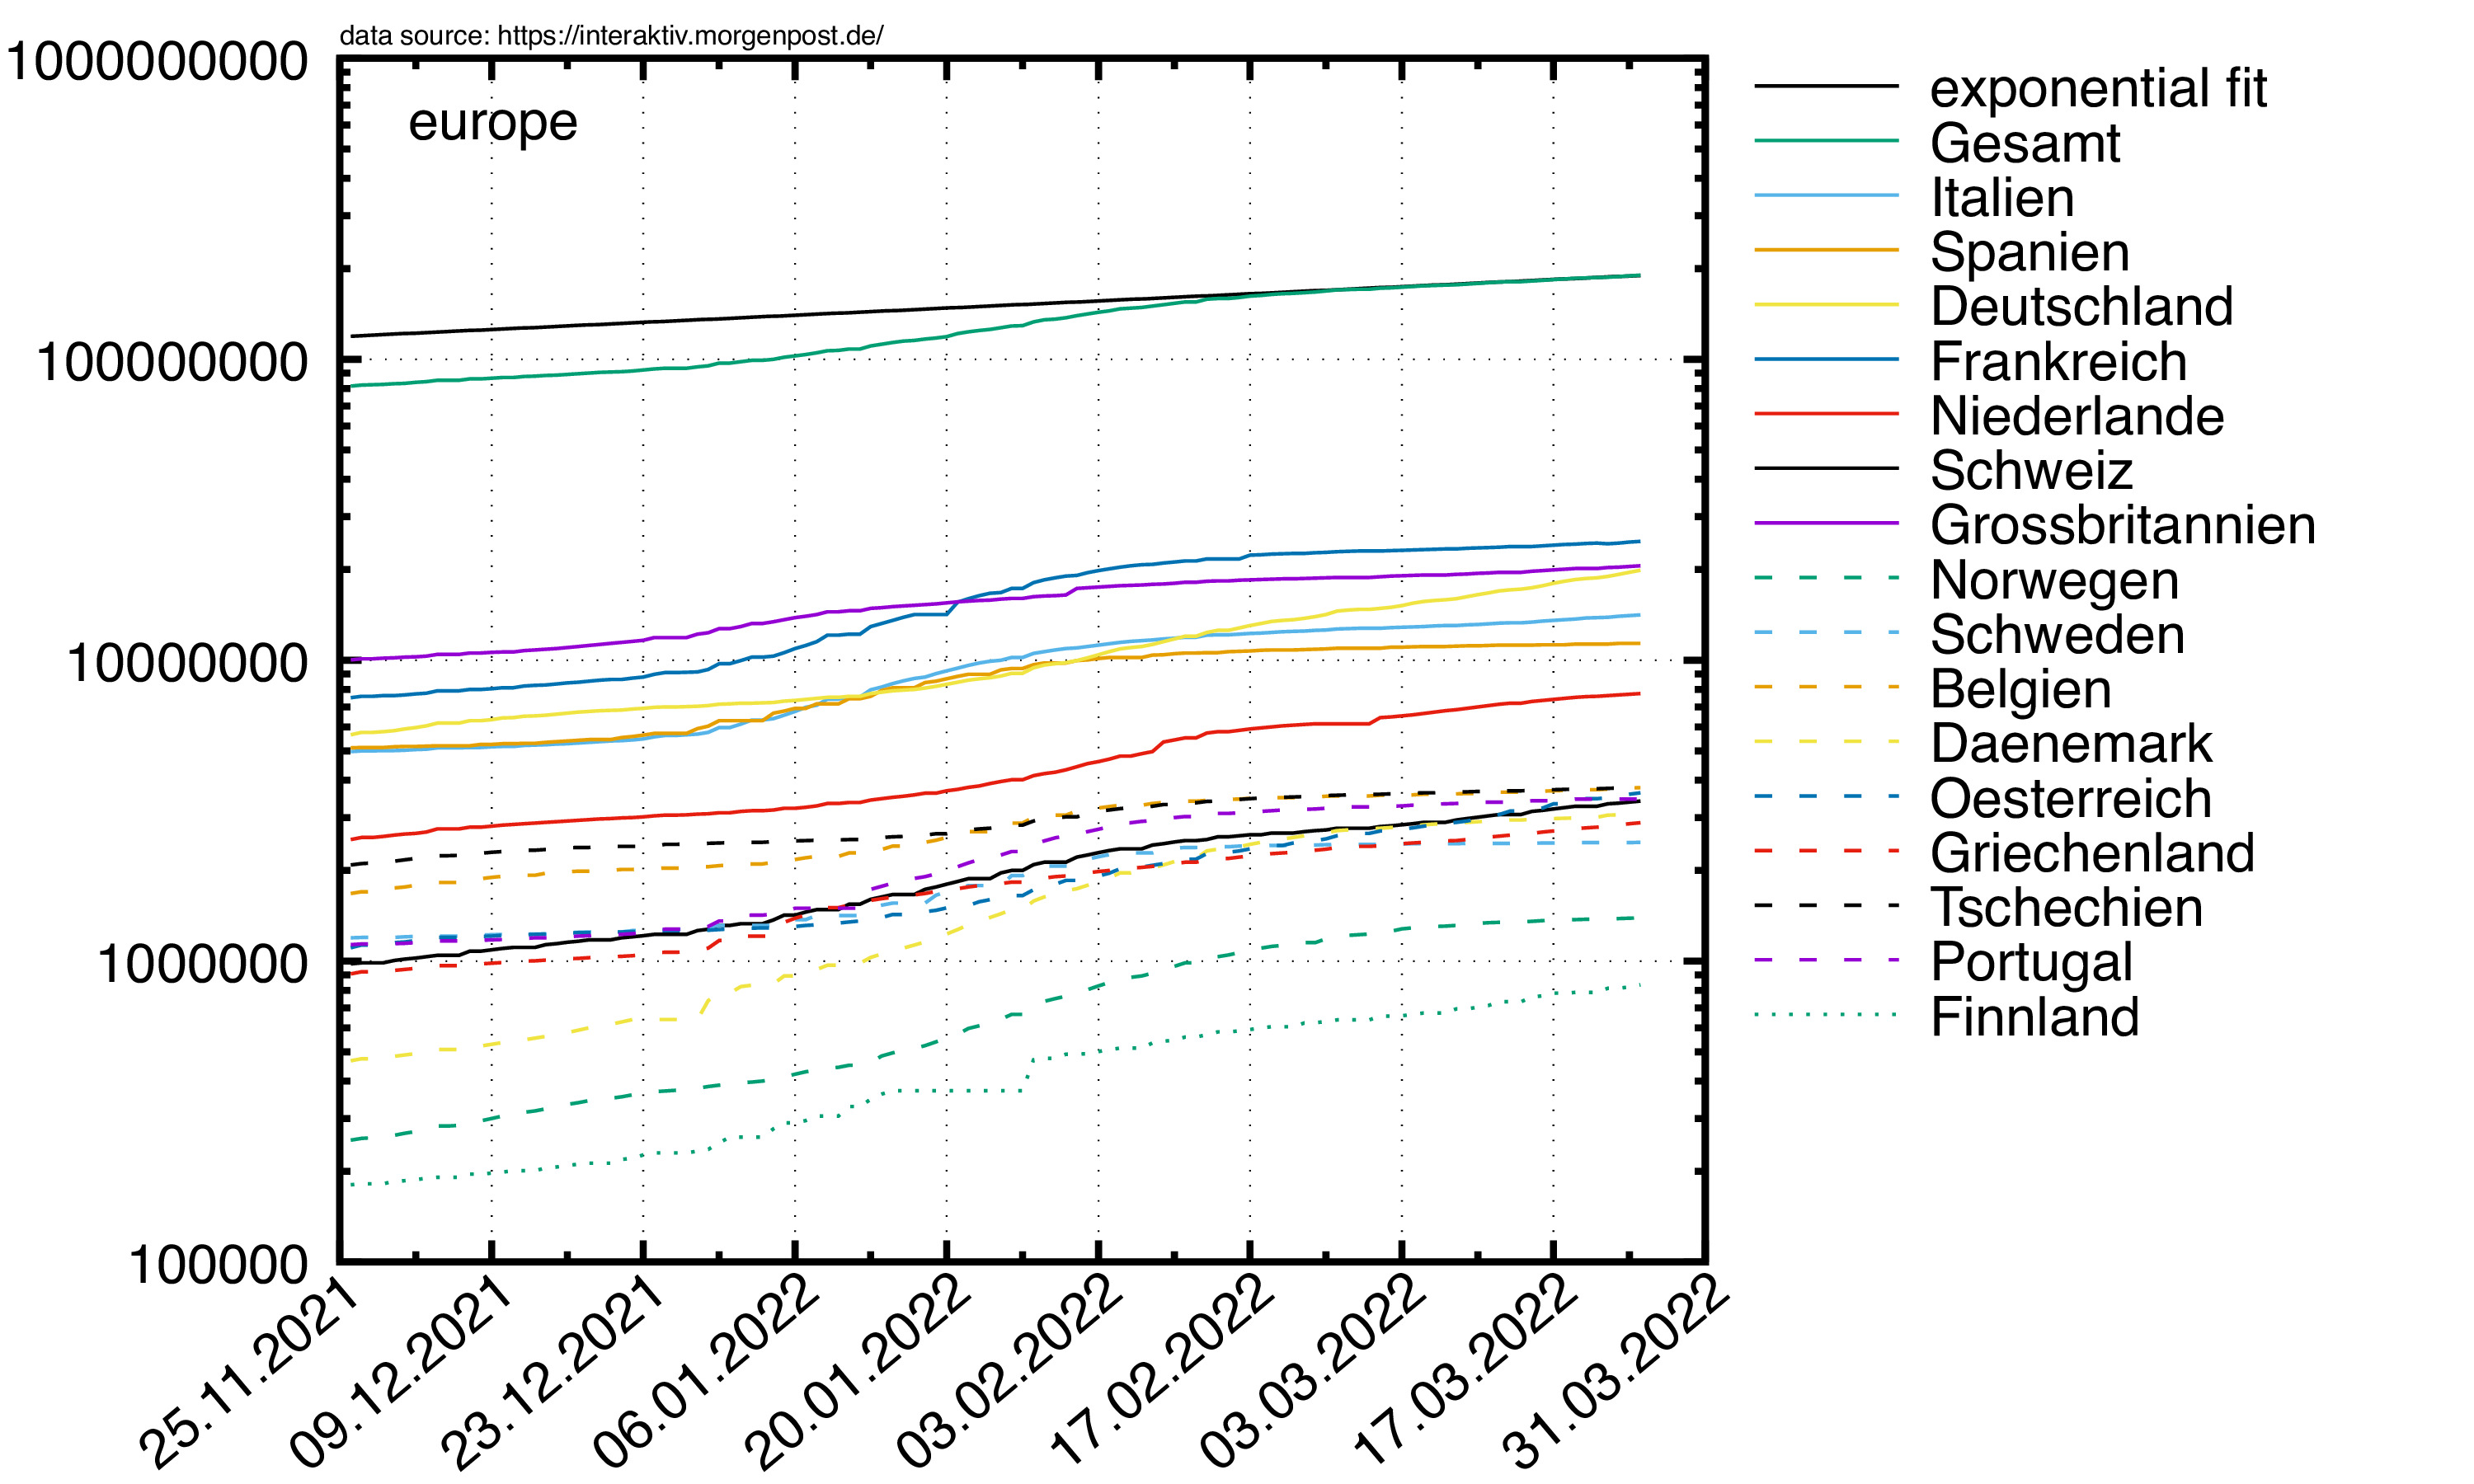 data source: https://interaktiv.morgenpost.de/
europe
1000000000
100000000
10000000
1000000
100000
25.11.2021
09.12.2021
23.12.2021
06.01.2022
20.01.2022
03.02.2022
17.02.2022
03.03.2022
17.03.2022
31.03.2022
exponential fit
Gesamt
Italien
Spanien
Deutschland
Frankreich
Niederlande
Schweiz
Grossbritannien
Norwegen
Schweden
Belgien
Daenemark
Oesterreich
Griechenland
Tschechien
Portugal
Finnland